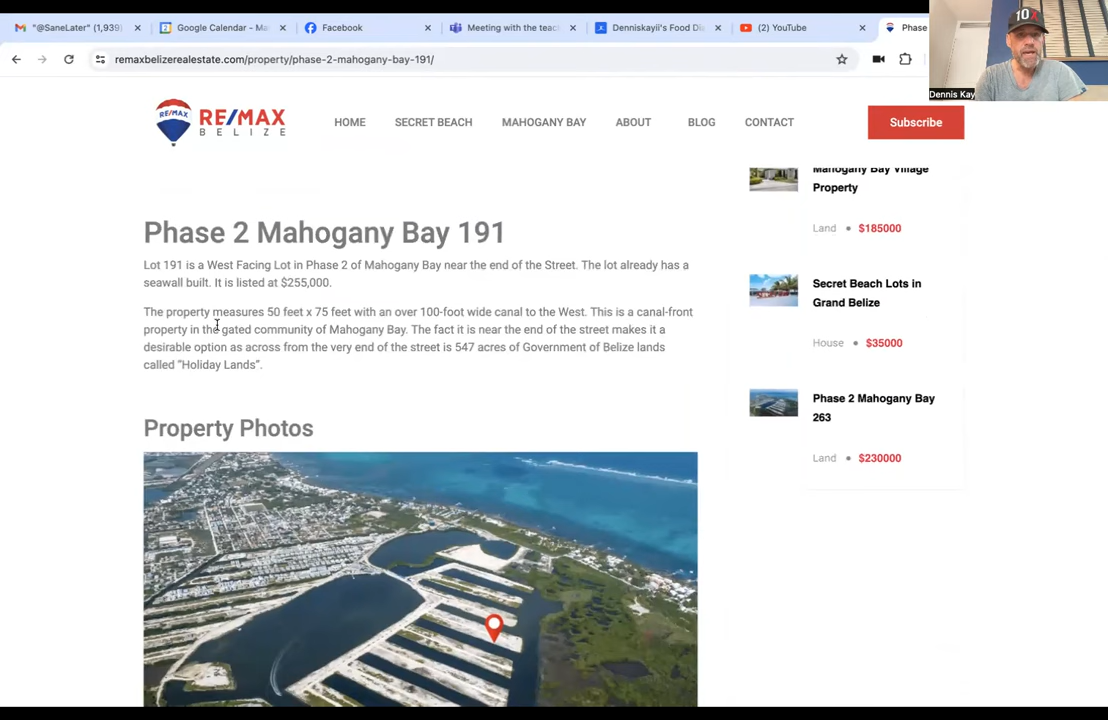 "@SaneLater" (1,939)
Google Calendar - Ma
Facebook
Meeting with the teac
Denniskayii's Food Di
(2) YouTube
Phase
remaxbelizerealestate.com/property/phase-2-mahogany-bay-191/
10X
Dennis Kay
RE/MAX
RE/MAX
BELIZE
HOME
SECRET BEACH
MAHOGANY BAY
ABOUT
BLOG
CONTACT
Subscribe
Phase 2 Mahogany Bay 191
Lot 191 is a West Facing Lot in Phase 2 of Mahogany Bay near the end of the Street. The lot already has a
seawall built. It is listed at $255,000.
The property measures 50 feet x 75 feet with an over 100-foot wide canal to the West. This is a canal-front
property in the gated community of Mahogany Bay. The fact it is near the end of the street makes it a
desirable option as across from the very end of the street is 547 acres of Government of Belize lands
called “Holiday Lands”.
Property Photos
Mahogany Bay Village
Property
Land • $185000
Secret Beach Lots in
Grand Belize
House • $35000
Phase 2 Mahogany Bay
263
Land • $230000